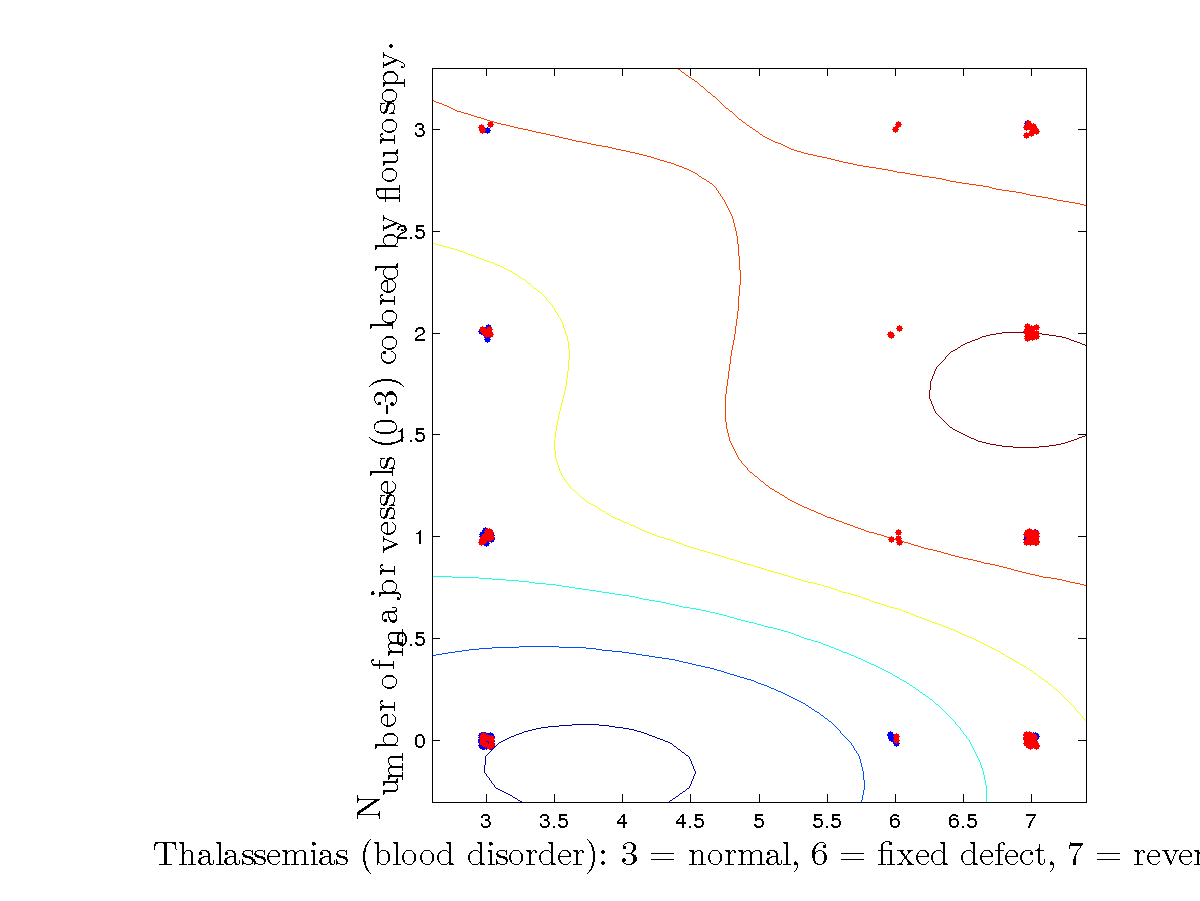 Number of major vessels (0-3) colored by flourosopy.
3
2.5
2
1.5
1
0.5
0
3 3.5 4 4.5 5 5.5 6 6.5 7
Thalassemias (blood disorder): 3 = normal, 6 = fixed defect, 7 = rever